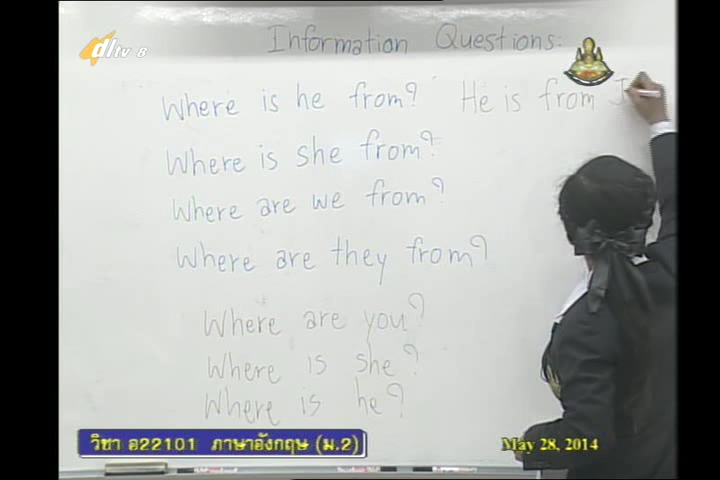 dltv 8
Information Questions:
Where is he from? He is from J
Where is she from?
Where are we from?
Where are they from?
Where are you?
Where is she?
Where is he?
วิชา อ22101 ภาษาอังกฤษ (ม.2)
May 28, 2014